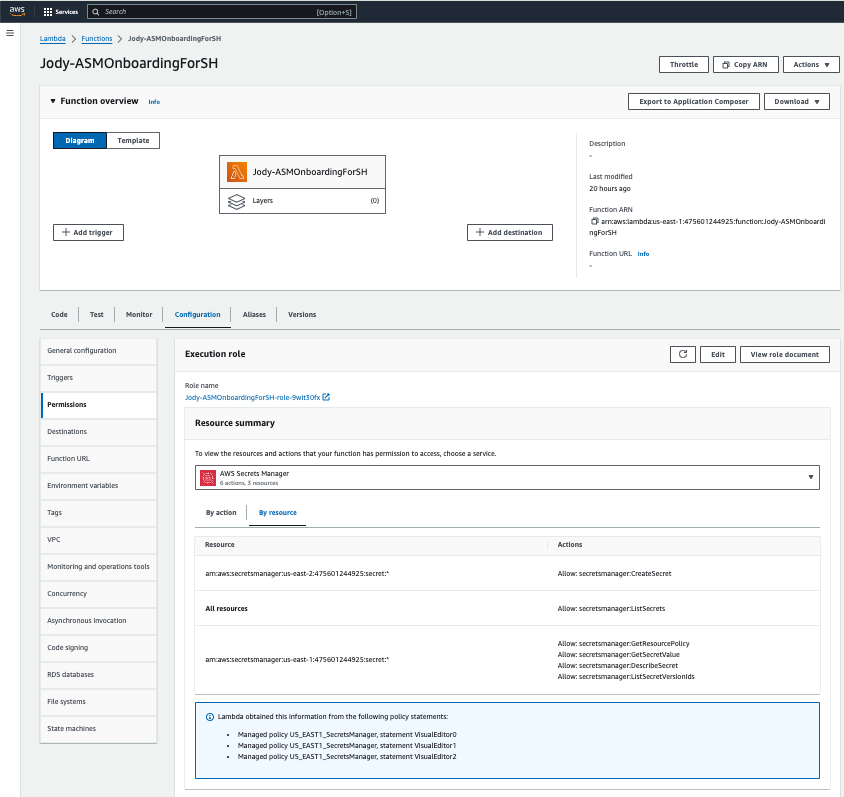 aws
Services
Search
[Option+S]
Lambda > Functions > Jody-ASMOnboardingForSH
Jody-ASMOnboardingForSH
Throttle
Copy ARN
Actions
Function overview
Info
Export to Application Composer
Download
Diagram
Template
Jody-ASMOnboardingForSH
Layers
(0)
+ Add trigger
+ Add destination
Description
-
Last modified
20 hours ago
Function ARN
arn:aws:lambda:us-east-1:475601244925:function:Jody-ASMOnboardi
ngForSH
Function URL Info
-
Code
Test
Monitor
Configuration
Aliases
Versions
General configuration
Triggers
Permissions
Destinations
Function URL
Environment variables
Tags
VPC
Monitoring and operations tools
Concurrency
Asynchronous invocation
Code signing
RDS databases
File systems
State machines
Execution role
Edit
View role document
Role name
Jody-ASMOnboardingForSH-role-9wit30fx
Resource summary
To view the resources and actions that your function has permission to access, choose a service.
AWS Secrets Manager
6 actions, 3 resources
By action
By resource
Resource
Actions
arn:aws:secretsmanager:us-east-2:475601244925:secret:*
Allow: secretsmanager:CreateSecret
All resources
Allow: secretsmanager:ListSecrets
arn:aws:secretsmanager:us-east-1:475601244925:secret:*
Allow: secretsmanager:GetResourcePolicy
Allow: secretsmanager:GetSecretValue
Allow: secretsmanager:DescribeSecret
Allow: secretsmanager:ListSecretVersionIds
Lambda obtained this information from the following policy statements:
• Managed policy US_EAST1_SecretsManager, statement VisualEditor0
• Managed policy US_EAST1_SecretsManager, statement VisualEditor1
• Managed policy US_EAST1_SecretsManager, statement VisualEditor2